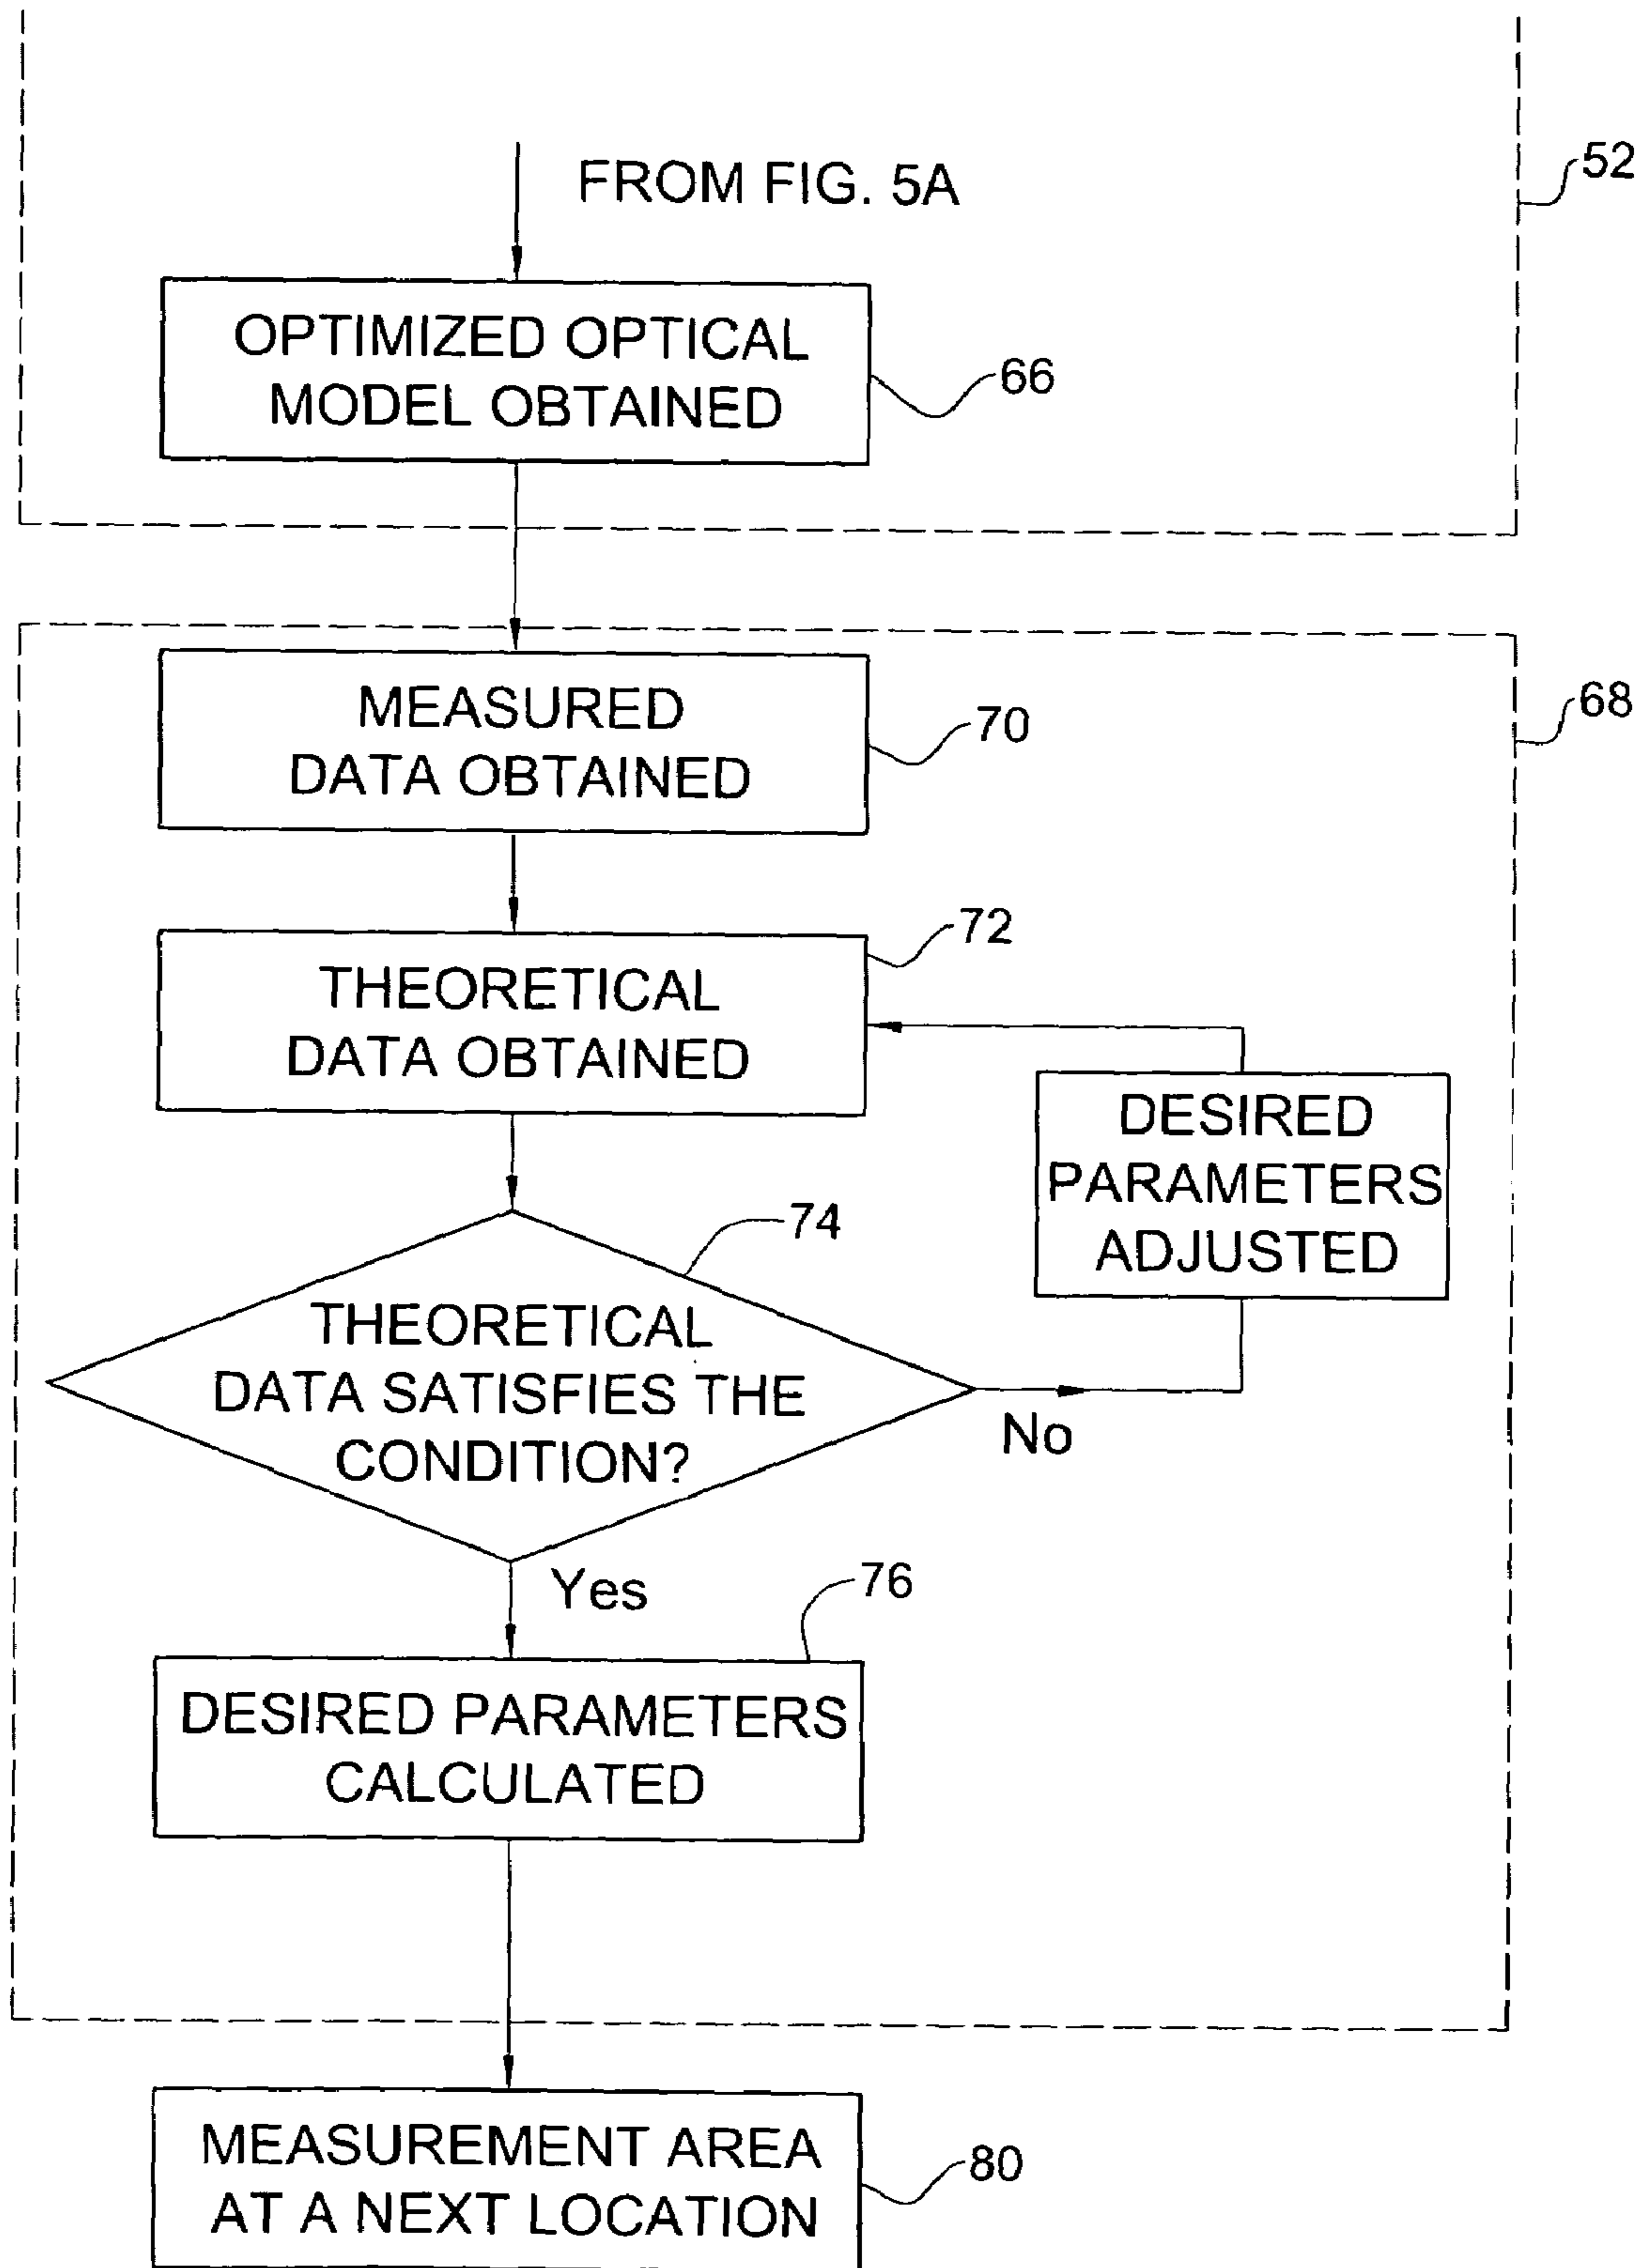 FROM FIG. 5A
52
OPTIMIZED OPTICAL
MODEL OBTAINED
66
68
MEASURED
DATA OBTAINED
70
72
THEORETICAL
DATA OBTAINED
DESIRED
PARAMETERS
ADJUSTED
74
THEORETICAL
DATA SATISFIES THE
CONDITION?
No
Yes
76
DESIRED PARAMETERS
CALCULATED
MEASUREMENT AREA
AT A NEXT LOCATION
80